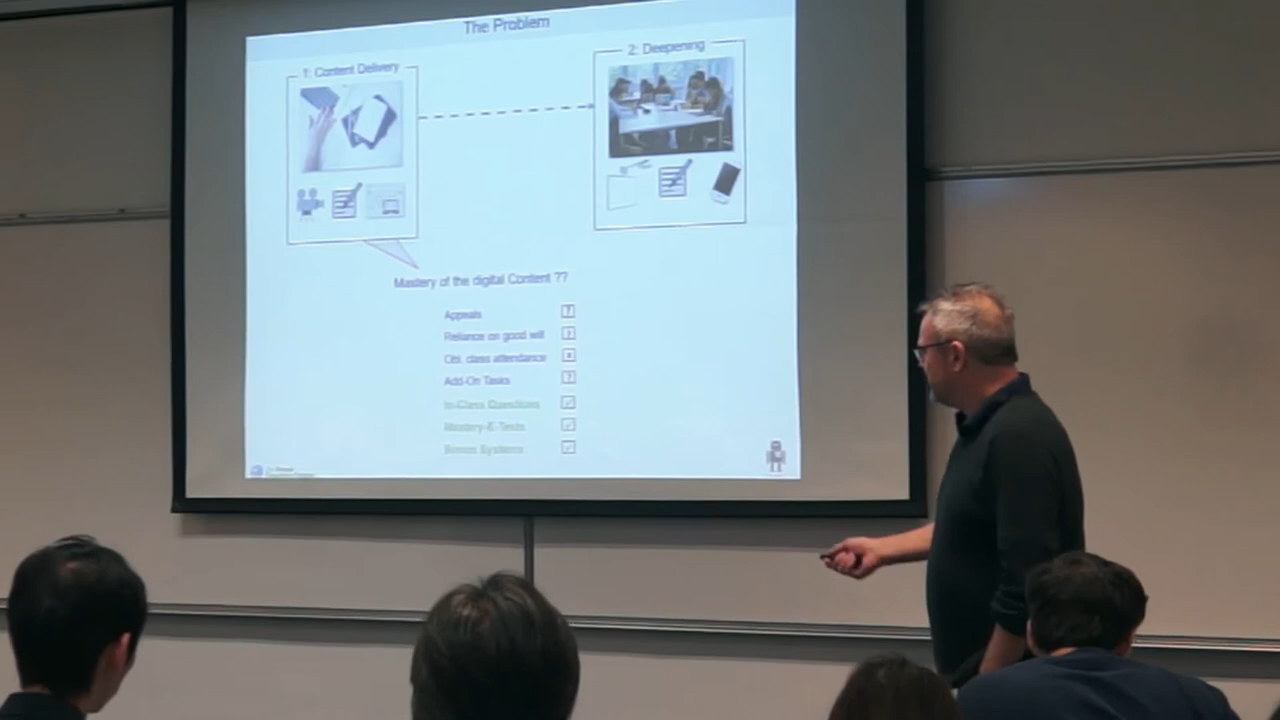 The Problem
1: Content Delivery
2: Deepening
Mastery of the digital Content ??
Appeals ?
Reliance on good will ?
Obl. class attendance
Add-On Tasks ?
In-Class Questions ✓
Mastery-E-Tests ✓
Bonus Systems ✓